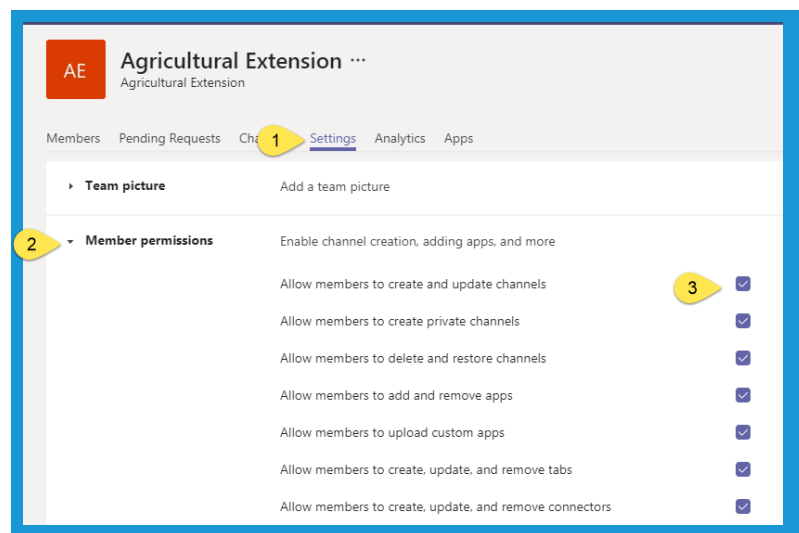 AE
Agricultural Extension ...
Agricultural Extension
Members Pending Requests 1 Settings Analytics Apps
Team picture Add a team picture
2 Member permissions Enable channel creation, adding apps, and more
Allow members to create and update channels 3
Allow members to create private channels
Allow members to delete and restore channels
Allow members to add and remove apps
Allow members to upload custom apps
Allow members to create, update, and remove tabs
Allow members to create, update, and remove connectors